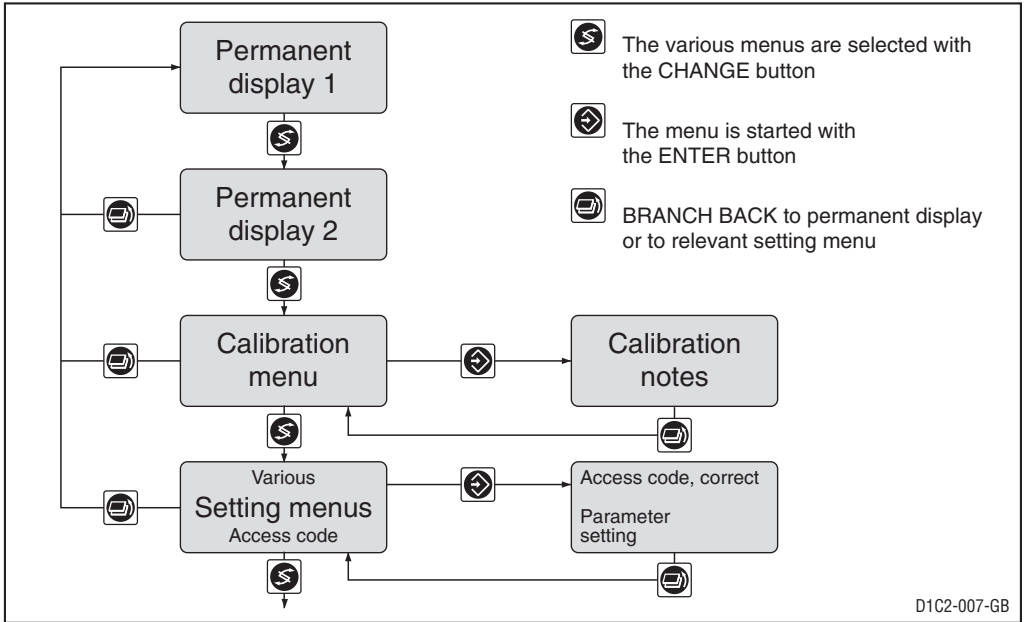 Permanent
display 1
The various menus are selected with
the CHANGE button
The menu is started with
the ENTER button
Permanent
display 2
BRANCH BACK to permanent display
or to relevant setting menu
Calibration
menu
Calibration
notes
Various
Setting menus
Access code
Access code, correct
Parameter
setting
D1C2-007-GB